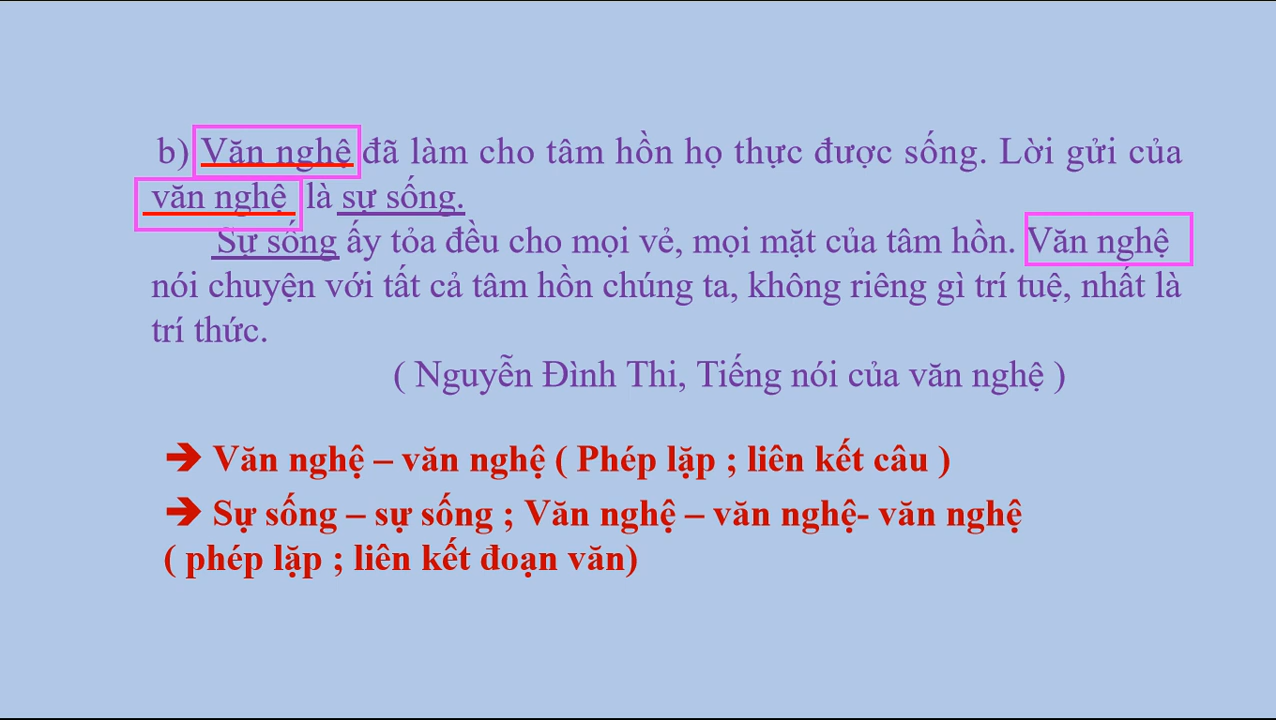 b) Văn nghệ đã làm cho tâm hồn họ thực được sống. Lời gửi của
văn nghệ là sự sống.
Sự sống ấy tỏa đều cho mọi vẻ, mọi mặt của tâm hồn. Văn nghệ
nói chuyện với tất cả tâm hồn chúng ta, không riêng gì trí tuệ, nhất là
trí thức.
( Nguyễn Đình Thi, Tiếng nói của văn nghệ )
➔ Văn nghệ – văn nghệ ( Phép lặp ; liên kết câu )
➔ Sự sống – sự sống ; Văn nghệ – văn nghệ- văn nghệ
( phép lặp ; liên kết đoạn văn)